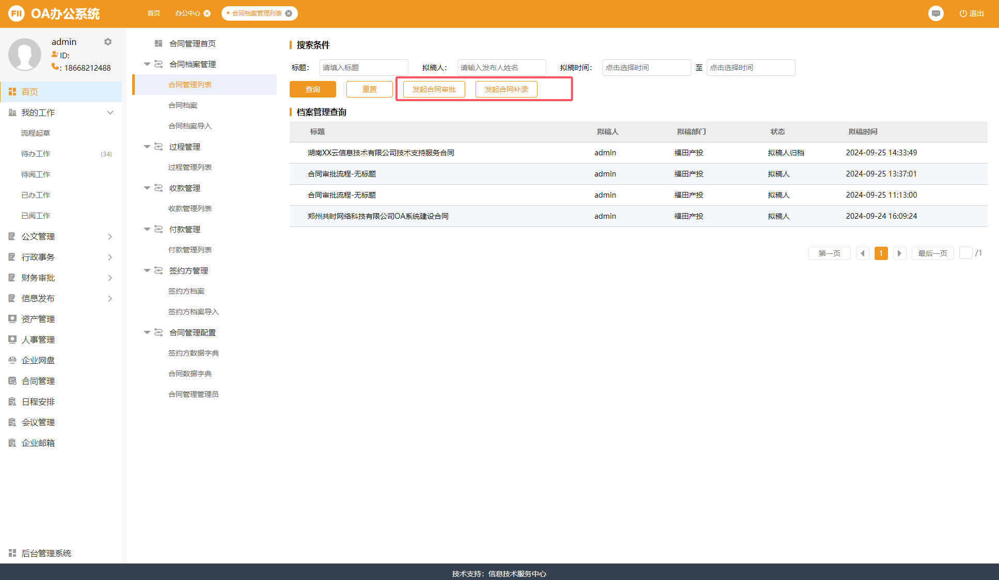 FII OA办公系统
首页 办公中心 合同档案管理列表 退出
admin
ID:
: 18668212488
首页
我的工作
流程起草
待办工作 (34)
待阅工作
已办工作
已阅工作
公文管理
行政事务
财务审批
信息发布
资产管理
人事管理
企业网盘
合同管理
日程安排
会议管理
企业邮箱
后台管理系统
合同管理首页
合同档案管理
合同管理列表
合同档案
合同档案导入
过程管理
过程管理列表
收款管理
收款管理列表
付款管理
付款管理列表
签约方管理
签约方档案
签约方档案导入
合同管理配置
签约方数据字典
合同数据字典
合同管理管理员
搜索条件
标题： 请填入标题 拟稿人： 请输入发布人姓名 拟稿时间： 点击选择时间 至 点击选择时间
查询 重置 发起合同审批 发起合同补录
档案管理查询
标题 拟稿人 拟稿部门 状态 拟稿时间
湖南XX云信息技术有限公司技术支持服务合同 admin 福田产投 拟稿人归档 2024-09-25 14:33:49
合同审批流程-无标题 admin 福田产投 拟稿人 2024-09-25 13:37:01
合同审批流程-无标题 admin 福田产投 拟稿人 2024-09-25 11:13:00
郑州共时网络科技有限公司OA系统建设合同 admin 福田产投 拟稿人 2024-09-24 16:09:24
第一页 1 最后一页 /1
技术支持：信息技术服务中心